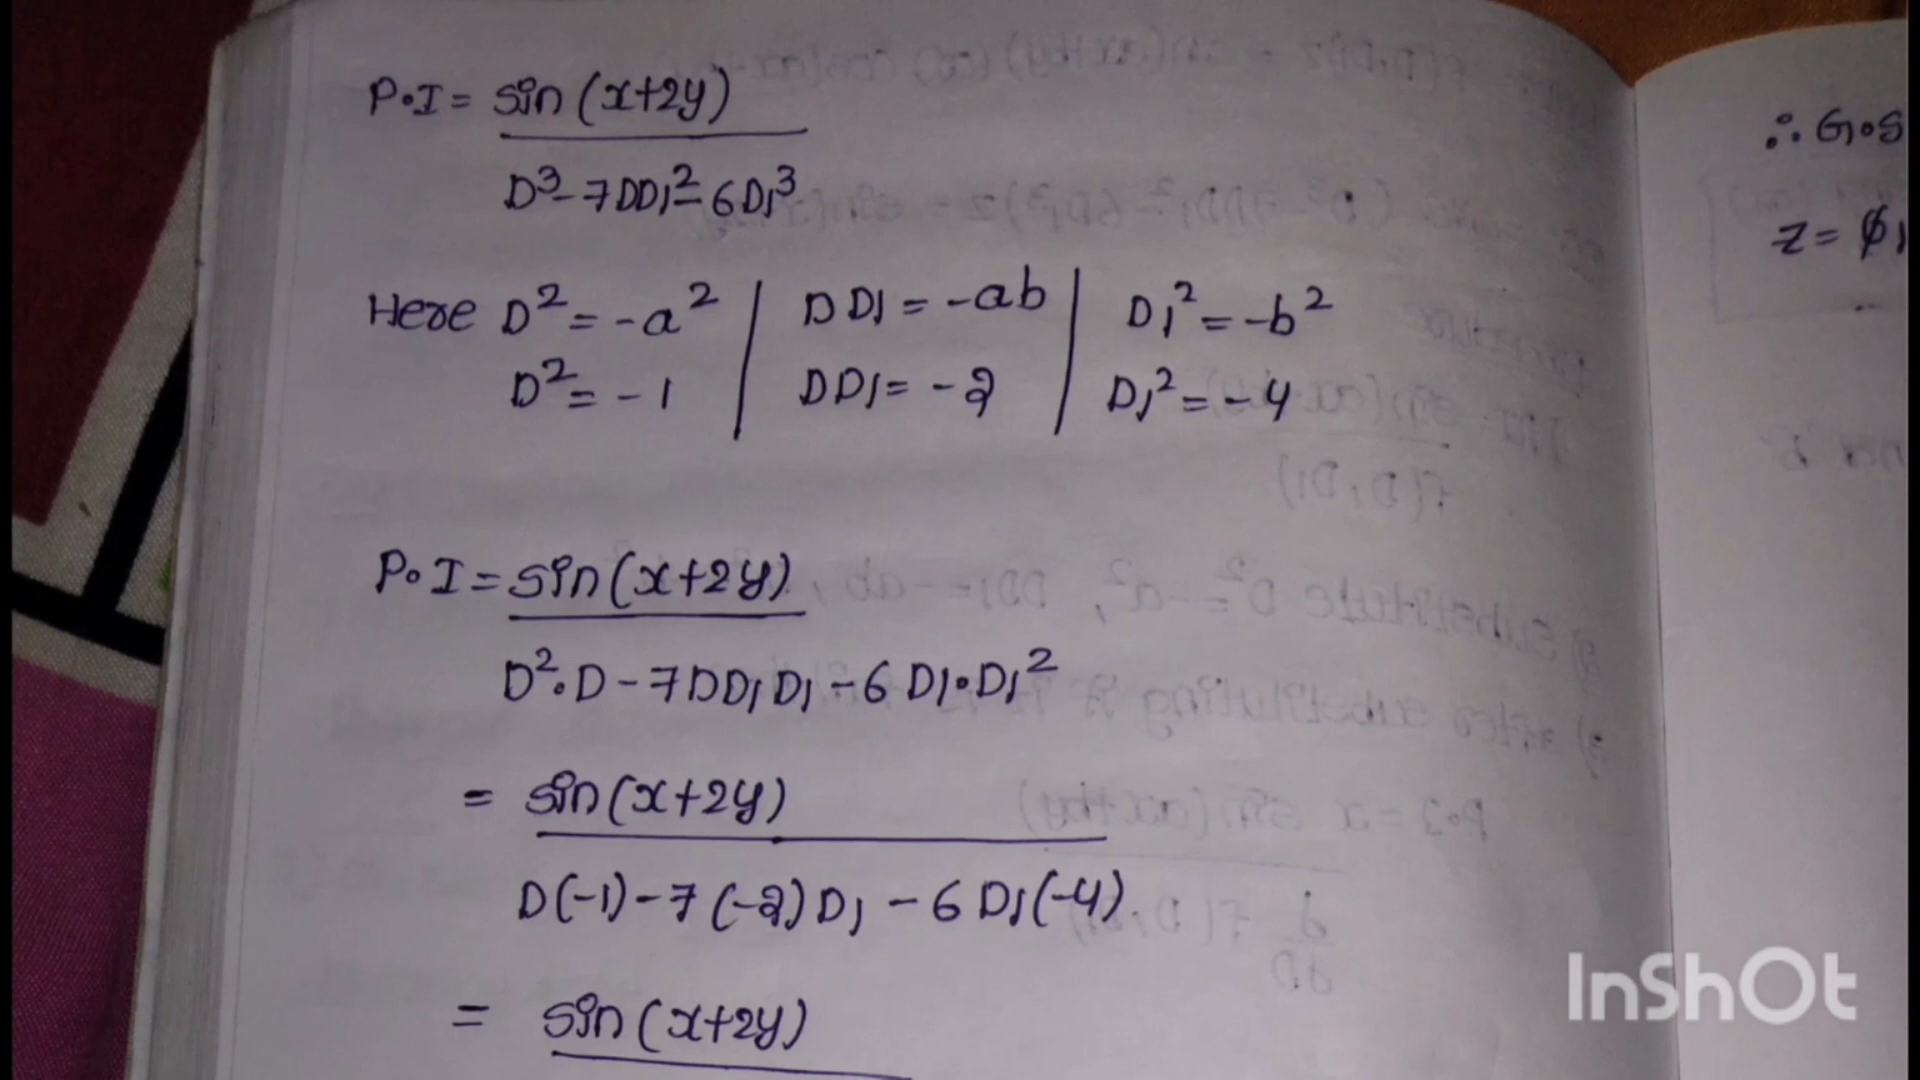 P.I = sin (x+2y)
D³-7DD₁²-6D₁³
Here D² = -a² | DD₁ = -ab | D₁² = -b²
D² = -1 | DD₁ = -2 | D₁² = -4
P.I = sin (x+2y)
D².D - 7DD₁D₁ - 6D₁.D₁²
= sin (x+2y)
D(-1) - 7(-2)D₁ - 6D₁(-4)
= sin (x+2y)
∴ G.S
z = φ₁
InShOt